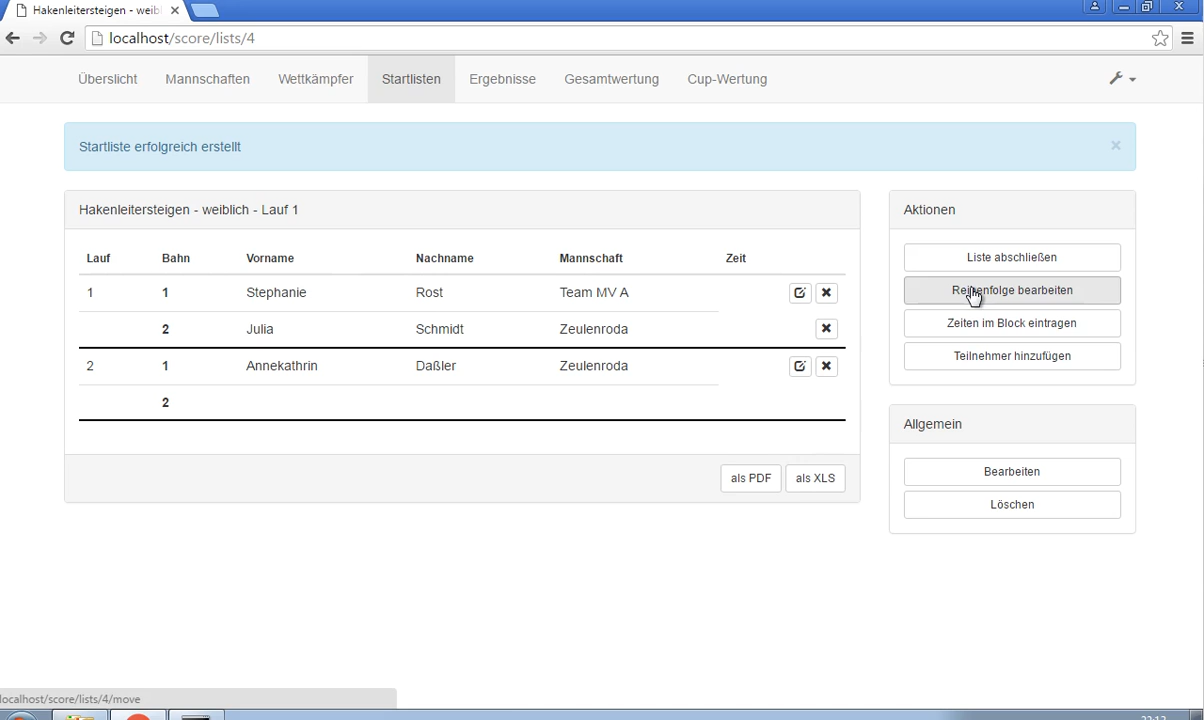 Hakenleitersteigen - weib
localhost/score/lists/4
Überslicht Mannschaften Wettkämpfer Startlisten Ergebnisse Gesamtwertung Cup-Wertung
Startliste erfolgreich erstellt
Hakenleitersteigen - weiblich - Lauf 1
Lauf Bahn Vorname Nachname Mannschaft Zeit
1 1 Stephanie Rost Team MV A
2 Julia Schmidt Zeulenroda
2 1 Annekathrin Daßler Zeulenroda
2
als PDF als XLS
Aktionen
Liste abschließen
Reihenfolge bearbeiten
Zeiten im Block eintragen
Teilnehmer hinzufügen
Allgemein
Bearbeiten
Löschen
localhost/score/lists/4/move